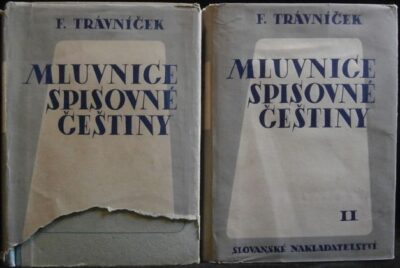 F. TRÁVNÍČEK
MLUVNICE
SPISOVNÉ
ČEŠTINY
F. TRÁVNÍČEK
MLUVNICE
SPISOVNÉ
ČEŠTINY
II
SLOVANSKÉ NAKLADATELSTVÍ